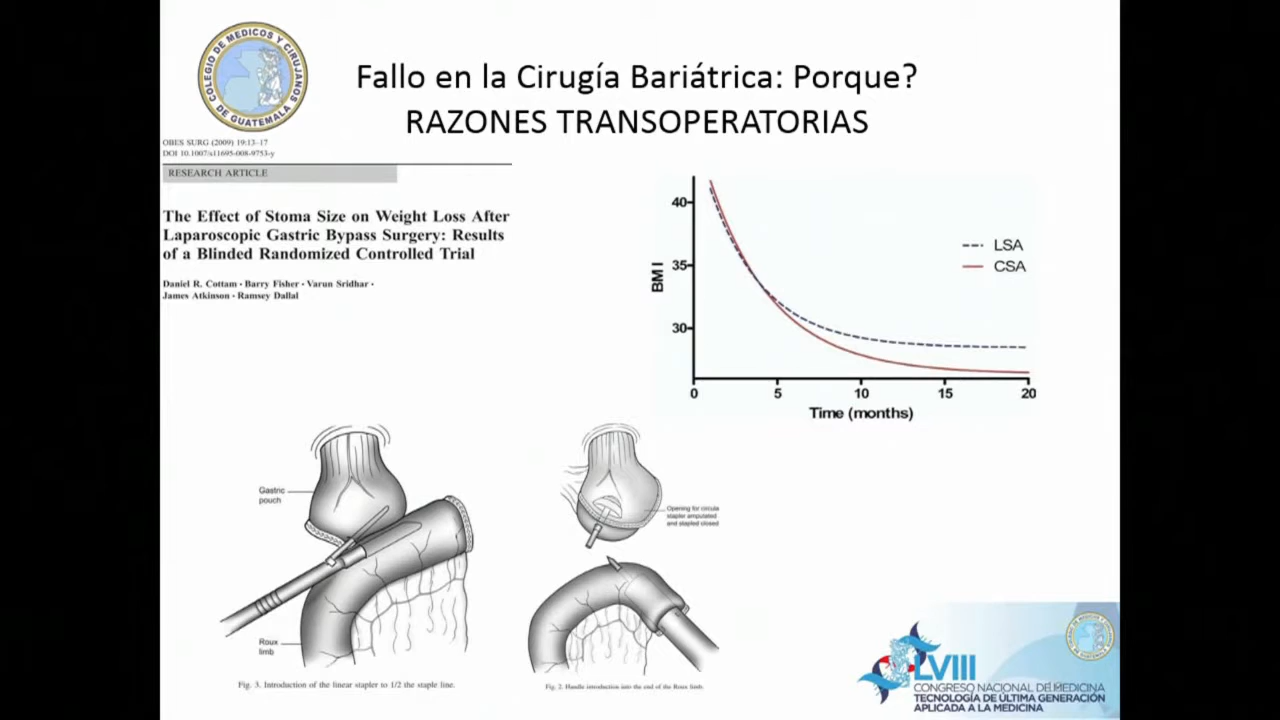 COLEGIO DE MEDICOS Y CIRUJANOS
DE GUATEMALA
Fallo en la Cirugía Bariátrica: Porque?
RAZONES TRANSOPERATORIAS
OBES SURG (2009) 19:13–17
DOI 10.1007/s11695-008-9753-y
RESEARCH ARTICLE
The Effect of Stoma Size on Weight Loss After
Laparoscopic Gastric Bypass Surgery: Results
of a Blinded Randomized Controlled Trial
Daniel R. Cottam · Barry Fisher · Varun Sridhar ·
James Atkinson · Ramsey Dallal
BMI
40
35
30
LSA
CSA
0 5 10 15 20
Time (months)
Gastric
pouch
Roux
limb
Fig. 3. Introduction of the linear stapler to 1/2 the staple line.
Opening for circula
stapler amputated
and stapled closed
Fig. 2. Handle introduction into the end of the Roux limb.
LVIII
CONGRESO NACIONAL DE MEDICINA
TECNOLOGÍA DE ÚLTIMA GENERACIÓN
APLICADA A LA MEDICINA